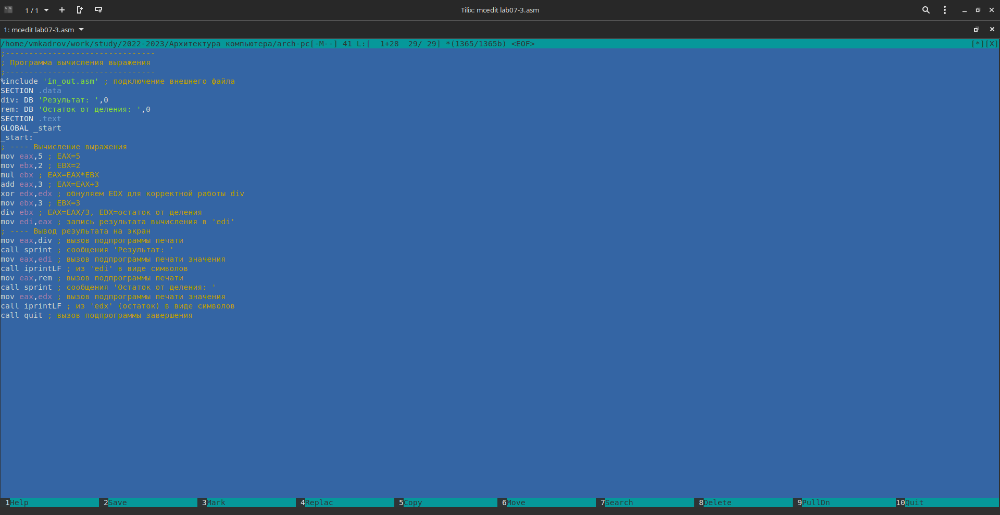 1 / 1
Tilix: mcedit lab07-3.asm
1: mcedit lab07-3.asm
/home/vmkadrov/work/study/2022-2023/Архитектура компьютера/arch-pc[-M--] 41 L:[  1+28  29/ 29] *(1365/1365b) <EOF> [*][X]
;--------------------------------
; Программа вычисления выражения
;--------------------------------
%include 'in_out.asm' ; подключение внешнего файла
SECTION .data
div: DB 'Результат: ',0
rem: DB 'Остаток от деления: ',0
SECTION .text
GLOBAL _start
_start:
; ---- Вычисление выражения
mov eax,5 ; EAX=5
mov ebx,2 ; EBX=2
mul ebx ; EAX=EAX*EBX
add eax,3 ; EAX=EAX+3
xor edx,edx ; обнуляем EDX для корректной работы div
mov ebx,3 ; EBX=3
div ebx ; EAX=EAX/3, EDX=остаток от деления
mov edi,eax ; запись результата вычисления в 'edi'
; ---- Вывод результата на экран
mov eax,div ; вызов подпрограммы печати
call sprint ; сообщения 'Результат: '
mov eax,edi ; вызов подпрограммы печати значения
call iprintLF ; из 'edi' в виде символов
mov eax,rem ; вызов подпрограммы печати
call sprint ; сообщения 'Остаток от деления: '
mov eax,edx ; вызов подпрограммы печати значения
call iprintLF ; из 'edx' (остаток) в виде символов
call quit ; вызов подпрограммы завершения
1Help 2Save 3Mark 4Replac 5Copy 6Move 7Search 8Delete 9PullDn 10Quit